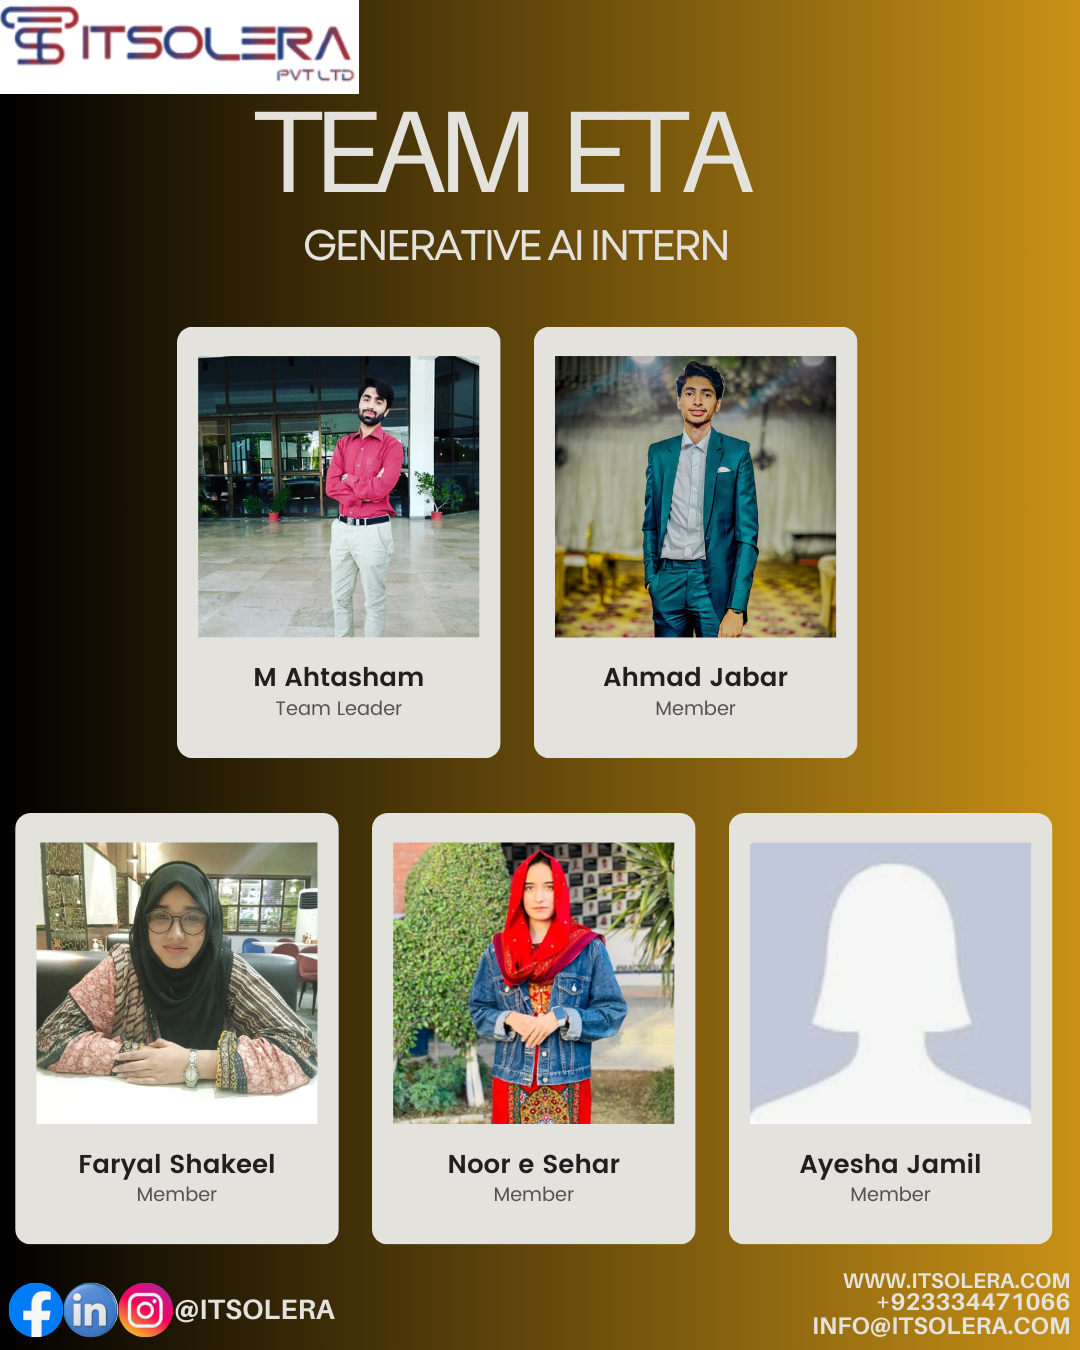 ITSOLERA
PVT LTD
TEAM ETA
GENERATIVE AI INTERN
M Ahtasham
Team Leader
Ahmad Jabar
Member
Faryal Shakeel
Member
Noor e Sehar
Member
Ayesha Jamil
Member
@ITSOLERA
WWW.ITSOLERA.COM
+923334471066
INFO@ITSOLERA.COM